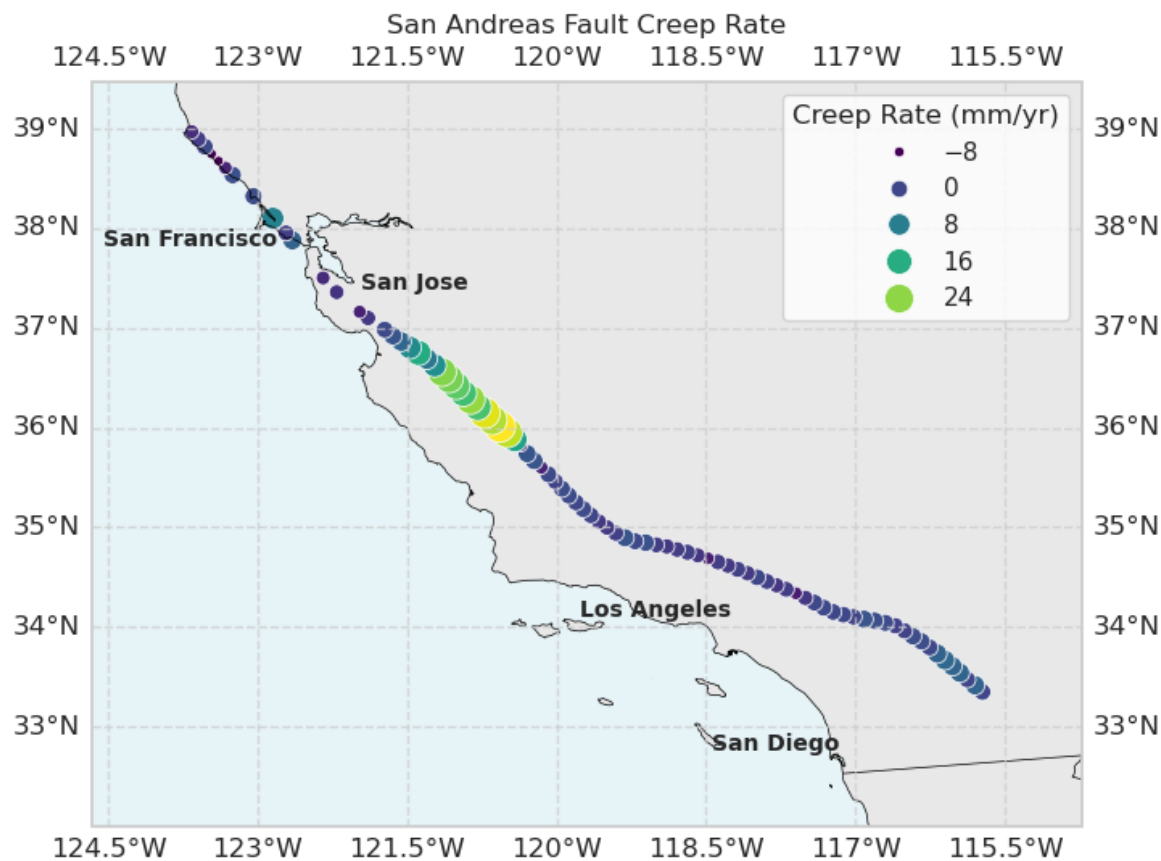 San Andreas Fault Creep Rate
124.5°W 123°W 121.5°W 120°W 118.5°W 117°W 115.5°W
Creep Rate (mm/yr)
−8
0
8
16
24
39°N 39°N
38°N 38°N
San Francisco
San Jose
37°N 37°N
36°N 36°N
35°N 35°N
Los Angeles
34°N 34°N
33°N 33°N
San Diego
124.5°W 123°W 121.5°W 120°W 118.5°W 117°W 115.5°W